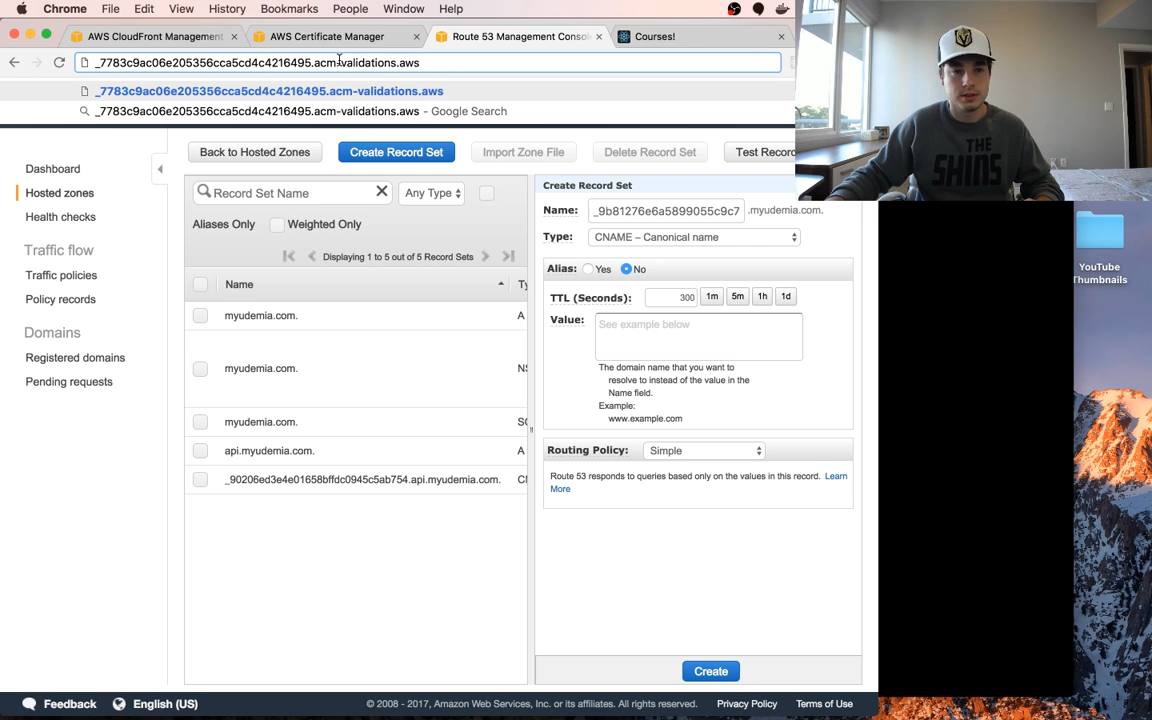 Chrome File Edit View History Bookmarks People Window Help
AWS CloudFront Management × AWS Certificate Manager × Route 53 Management Consol × Courses! ×
_7783c9ac06e205356cca5cd4c4216495.acm-validations.aws
_7783c9ac06e205356cca5cd4c4216495.acm-validations.aws
_7783c9ac06e205356cca5cd4c4216495.acm-validations.aws - Google Search
Back to Hosted Zones Create Record Set Import Zone File Delete Record Set Test Record
Dashboard
Hosted zones
Health checks
Traffic flow
Traffic policies
Policy records
Domains
Registered domains
Pending requests
Record Set Name Any Type
Aliases Only Weighted Only
Displaying 1 to 5 out of 5 Record Sets
Name Ty
myudemia.com. A
myudemia.com. NS
myudemia.com. SO
api.myudemia.com. A
_90206ed3e4e01658bffdc0945c5ab754.api.myudemia.com. CN
Create Record Set
Name: _9b81276e6a5899055c9c7 .myudemia.com.
Type: CNAME – Canonical name
Alias: Yes No
TTL (Seconds): 300 1m 5m 1h 1d
Value: See example below
The domain name that you want to
resolve to instead of the value in the
Name field.
Example:
www.example.com
Routing Policy: Simple
Route 53 responds to queries based only on the values in this record. Learn
More
Create
THE
SHINS
YouTube
Thumbnails
Feedback English (US) © 2008 - 2017, Amazon Web Services, Inc. or its affiliates. All rights reserved. Privacy Policy Terms of Use